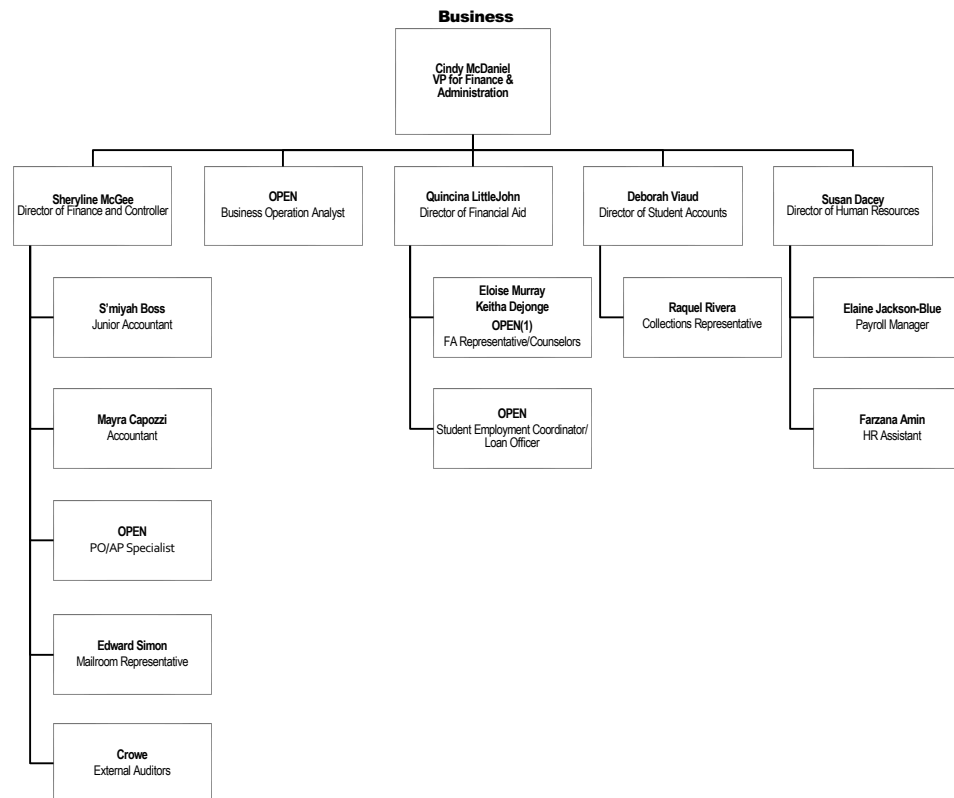 Business
Cindy McDaniel
VP for Finance &
Administration
Sheryline McGee
Director of Finance and Controller
OPEN
Business Operation Analyst
Quincina LittleJohn
Director of Financial Aid
Deborah Viaud
Director of Student Accounts
Susan Dacey
Director of Human Resources
S'miyah Boss
Junior Accountant
Eloise Murray
Keitha Dejonge
OPEN(1)
FA Representative/Counselors
Raquel Rivera
Collections Representative
Elaine Jackson-Blue
Payroll Manager
Mayra Capozzi
Accountant
OPEN
Student Employment Coordinator/
Loan Officer
Farzana Amin
HR Assistant
OPEN
PO/AP Specialist
Edward Simon
Mailroom Representative
Crowe
External Auditors